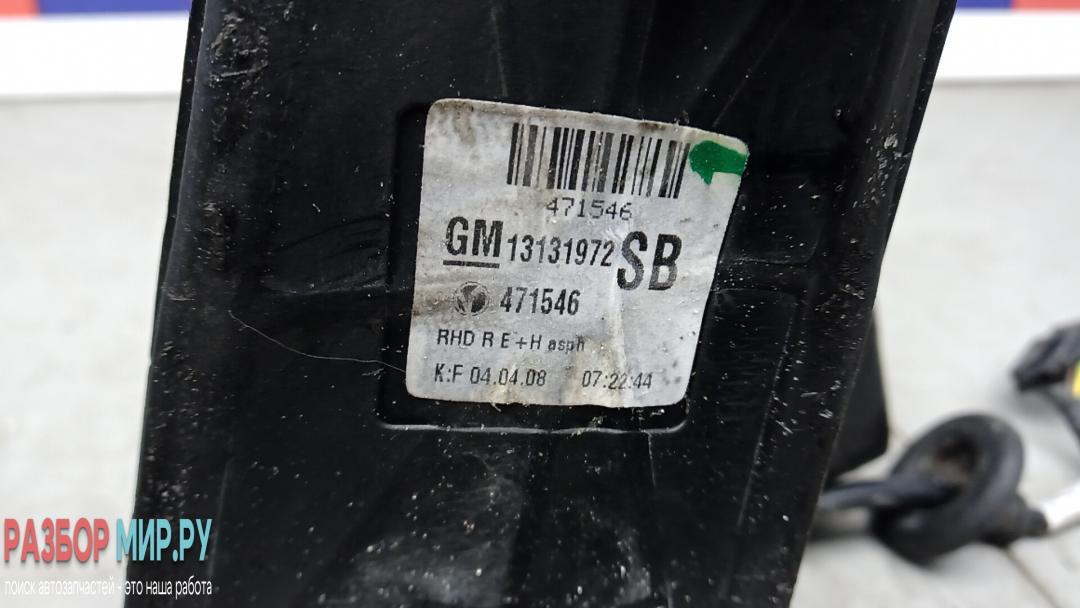 471546
GM 13131972 SB
471546
RHD R E+H asph
K:F 04.04.08 07:22:44
РАЗБОР МИР.РУ
поиск автозапчастей - это наша работа